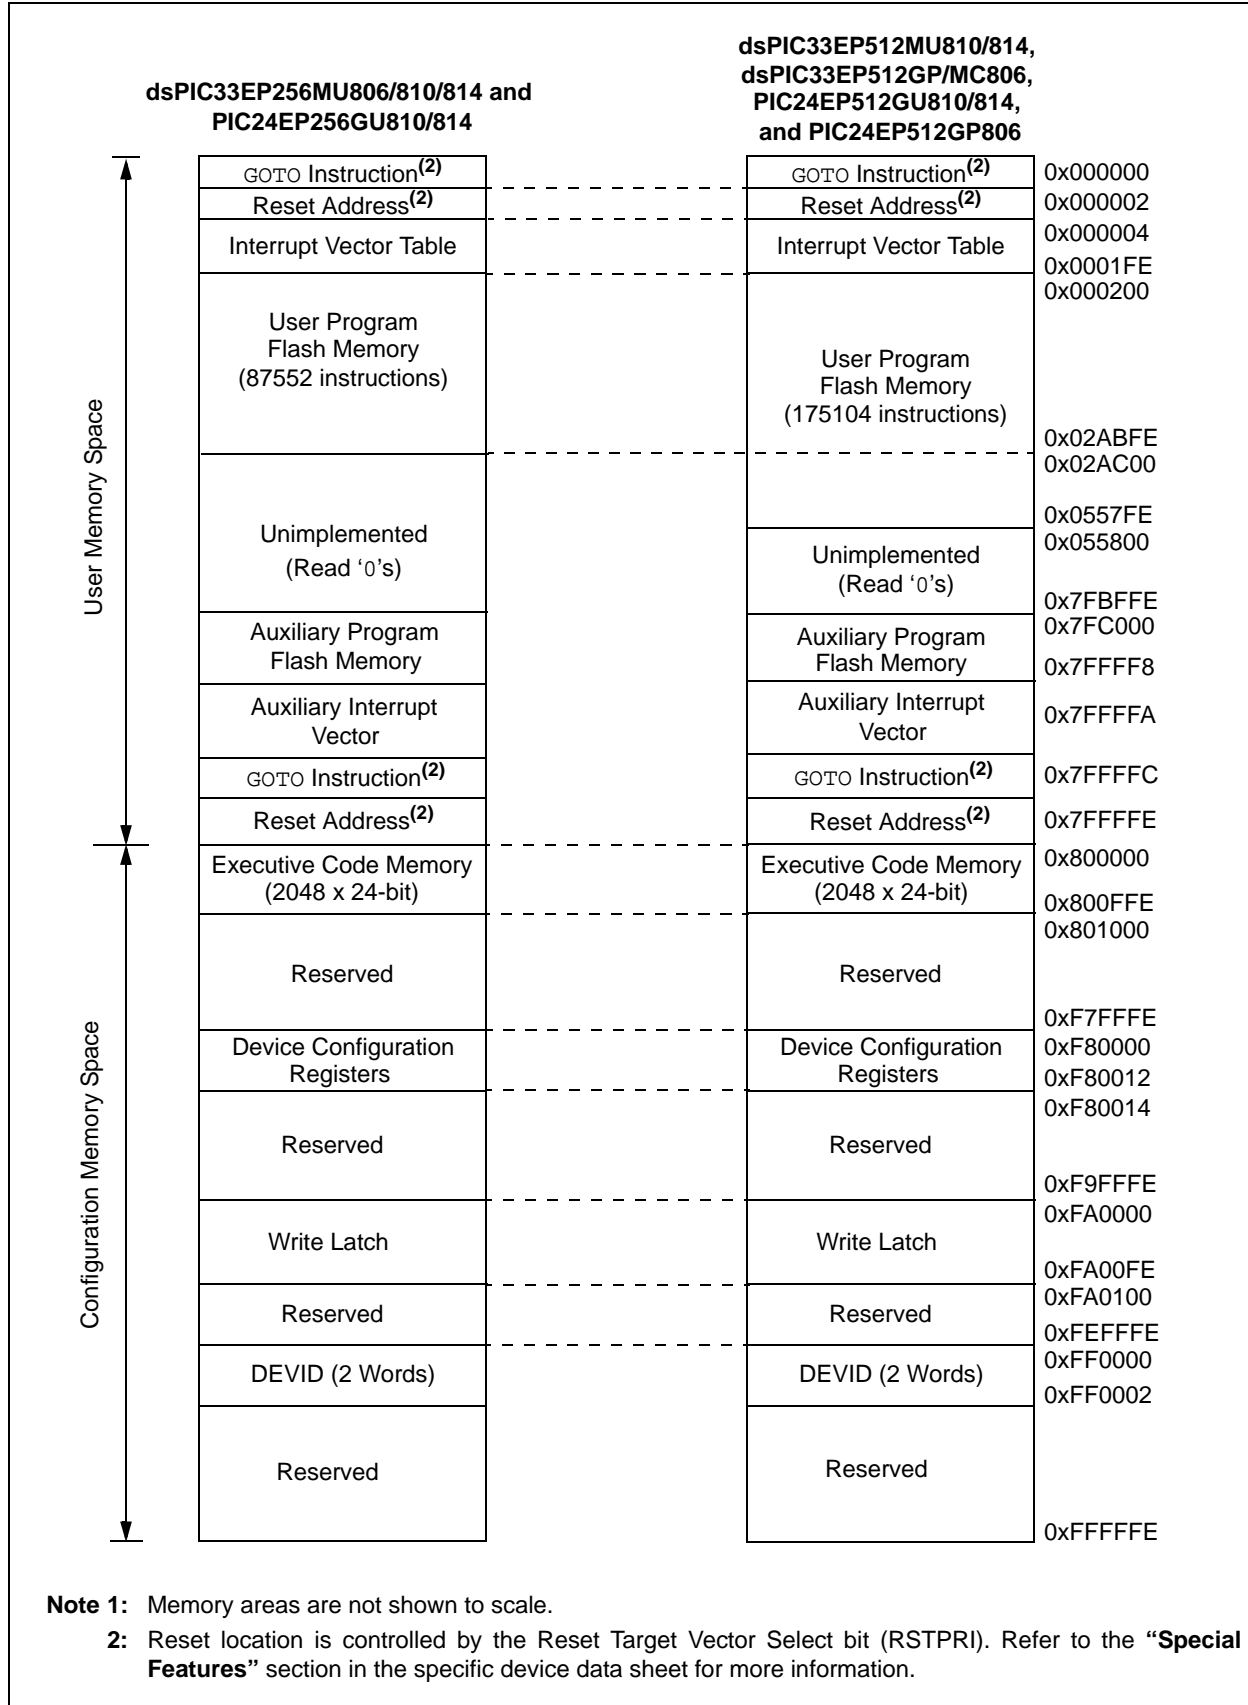 dsPIC33EP256MU806/810/814 and
PIC24EP256GU810/814
dsPIC33EP512MU810/814,
dsPIC33EP512GP/MC806,
PIC24EP512GU810/814,
and PIC24EP512GP806
User Memory Space
Configuration Memory Space
GOTO Instruction(2)
Reset Address(2)
Interrupt Vector Table
User Program
Flash Memory
(87552 instructions)
Unimplemented
(Read ‘0’s)
Auxiliary Program
Flash Memory
Auxiliary Interrupt
Vector
GOTO Instruction(2)
Reset Address(2)
Executive Code Memory
(2048 x 24-bit)
Reserved
Device Configuration
Registers
Reserved
Write Latch
Reserved
DEVID (2 Words)
Reserved
GOTO Instruction(2)
Reset Address(2)
Interrupt Vector Table
User Program
Flash Memory
(175104 instructions)
Unimplemented
(Read ‘0’s)
Auxiliary Program
Flash Memory
Auxiliary Interrupt
Vector
GOTO Instruction(2)
Reset Address(2)
Executive Code Memory
(2048 x 24-bit)
Reserved
Device Configuration
Registers
Reserved
Write Latch
Reserved
DEVID (2 Words)
Reserved
0x000000
0x000002
0x000004
0x0001FE
0x000200
0x02ABFE
0x02AC00
0x0557FE
0x055800
0x7FBFFE
0x7FC000
0x7FFFF8
0x7FFFFA
0x7FFFFC
0x7FFFFE
0x800000
0x800FFE
0x801000
0xF7FFFE
0xF80000
0xF80012
0xF80014
0xF9FFFE
0xFA0000
0xFA00FE
0xFA0100
0xFEFFFE
0xFF0000
0xFF0002
0xFFFFFE
Note 1: Memory areas are not shown to scale.
2: Reset location is controlled by the Reset Target Vector Select bit (RSTPRI). Refer to the “Special
Features” section in the specific device data sheet for more information.